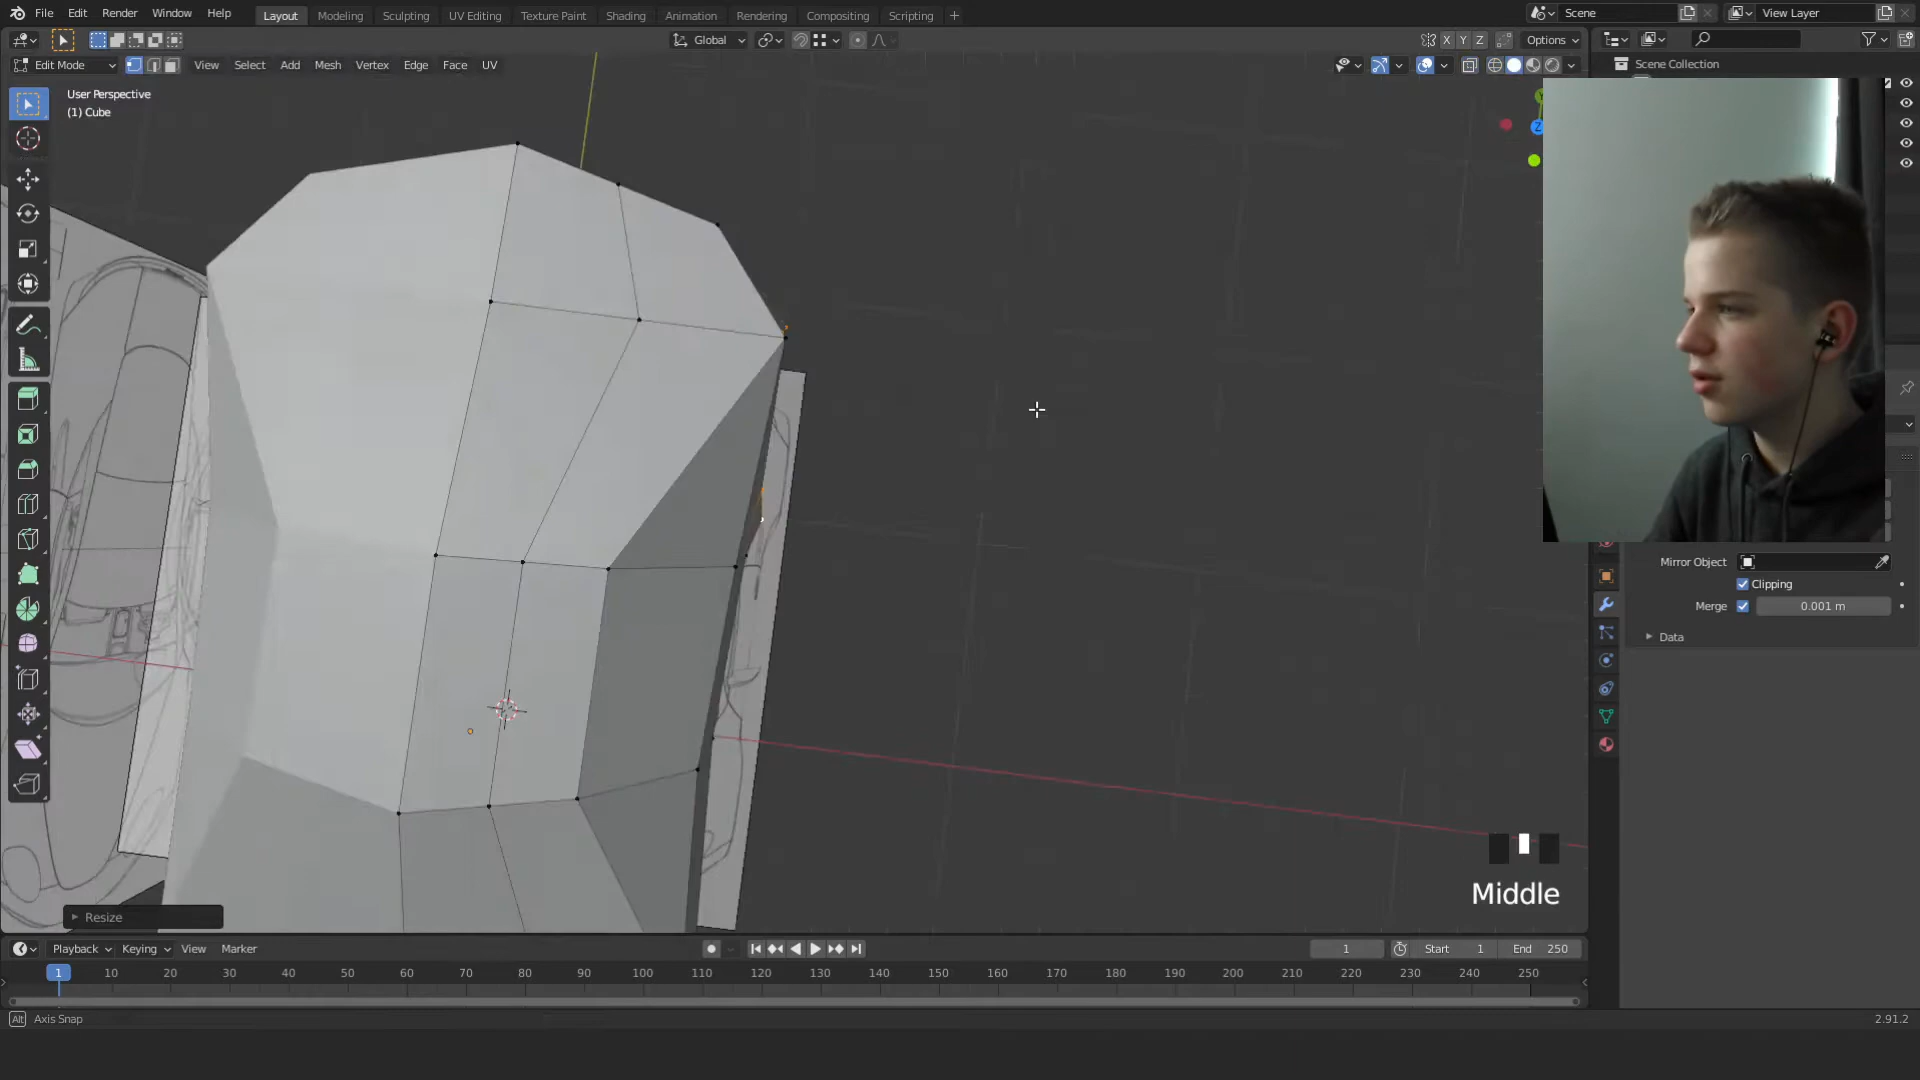 File Edit Render Window Help
Layout Modeling Sculpting UV Editing Texture Paint Shading Animation Rendering Compositing Scripting +
Scene
View Layer
Global
X Y Z
Options
Edit Mode
View Select Add Mesh Vertex Edge Face UV
Scene Collection
User Perspective
(1) Cube
Y
Z
Mirror Object
Clipping
Merge 0.001 m
Data
Middle
Resize
Playback Keying View Marker
1
Start 1 End 250
1 10 20 30 40 50 60 70 80 90 100 110 120 130 140 150 160 170 180 190 200 210 220 230 240 250
Alt Axis Snap
2.91.2